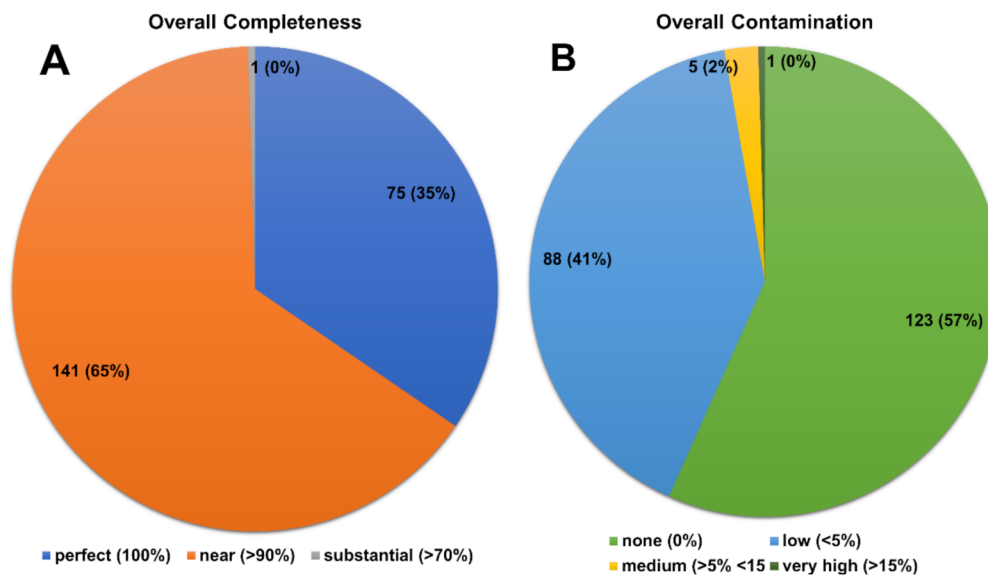 Overall Completeness
A
1 (0%)
75 (35%)
141 (65%)
perfect (100%) near (>90%) substantial (>70%)
Overall Contamination
B
5 (2%)
1 (0%)
88 (41%)
123 (57%)
none (0%) low (<5%)
medium (>5% <15 very high (>15%)